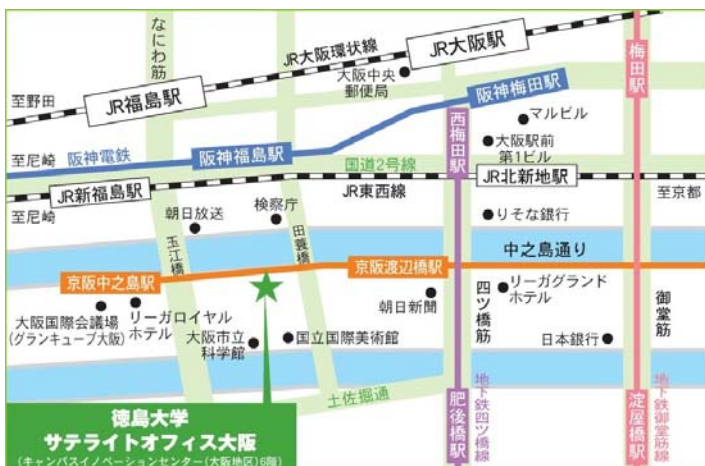 なにわ筋
JR大阪環状線
JR大阪駅
梅田駅
大阪中央
郵便局
至野田
JR福島駅
阪神梅田駅
西梅田駅
マルビル
大阪駅前
第1ビル
至尼崎
阪神電鉄
阪神福島駅
国道2号線
JR新福島駅
JR東西線
JR北新地駅
至京都
至尼崎
朝日放送
検察庁
りそな銀行
玉江橋
田蓑橋
中之島通り
京阪中之島駅
京阪渡辺橋駅
四ツ橋筋
リーガグランド
ホテル
御堂筋
大阪国際会議場
(グランキューブ大阪)
リーガロイヤル
ホテル
朝日新聞
大阪市立
科学館
国立国際美術館
日本銀行
土佐掘通
肥後橋駅
地下鉄四ツ橋線
淀屋橋駅
地下鉄御堂筋線
徳島大学
サテライトオフィス大阪
(キャンパスイノベーションセンター(大阪地区)6階)